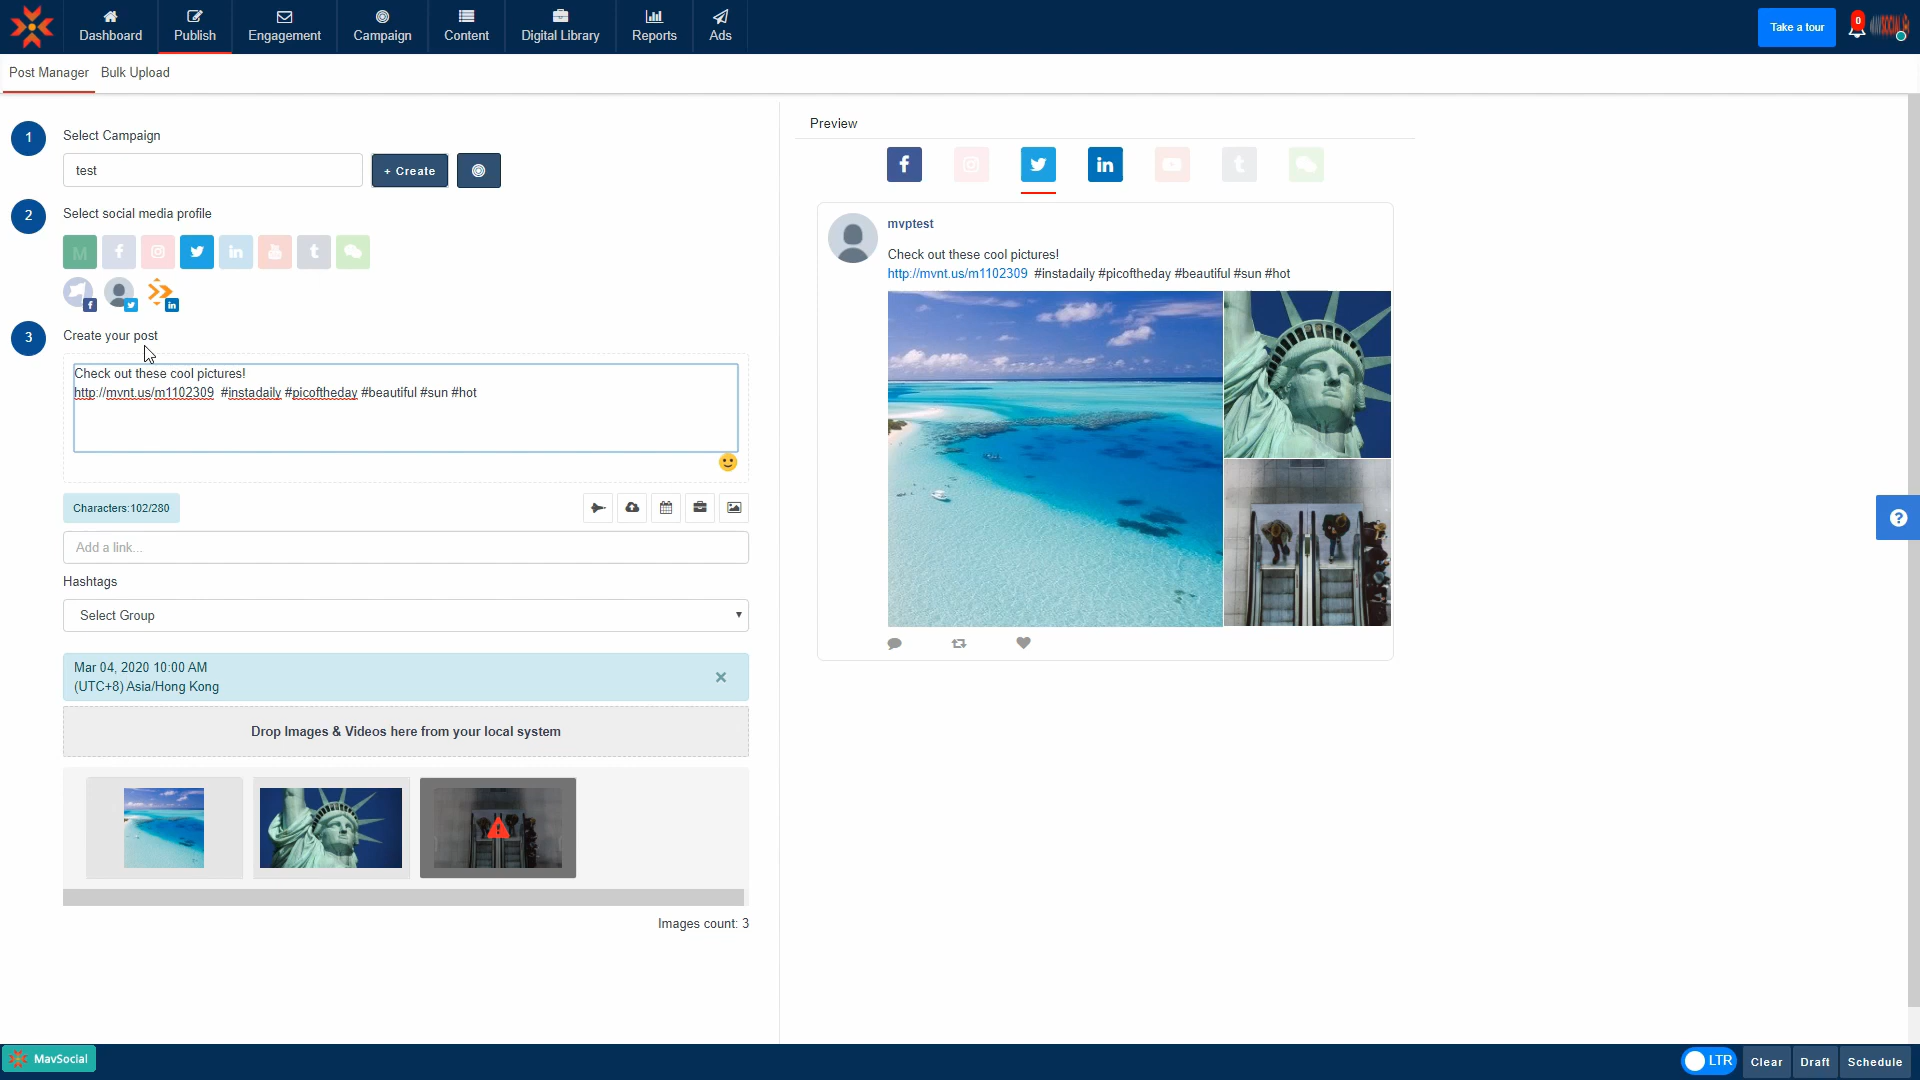 Dashboard
Publish
Engagement
Campaign
Content
Digital Library
Reports
Ads
Take a tour
0
Post Manager
Bulk Upload
1
Select Campaign
test
+ Create
2
Select social media profile
3
Create your post
Check out these cool pictures!
http://mvnt.us/m1102309 #instadaily #picoftheday #beautiful #sun #hot
Characters:102/280
Add a link...
Hashtags
Select Group
Mar 04, 2020 10:00 AM
(UTC+8) Asia/Hong Kong
Drop Images & Videos here from your local system
Images count: 3
Preview
mvptest
Check out these cool pictures!
http://mvnt.us/m1102309 #instadaily #picoftheday #beautiful #sun #hot
MavSocial
LTR
Clear
Draft
Schedule